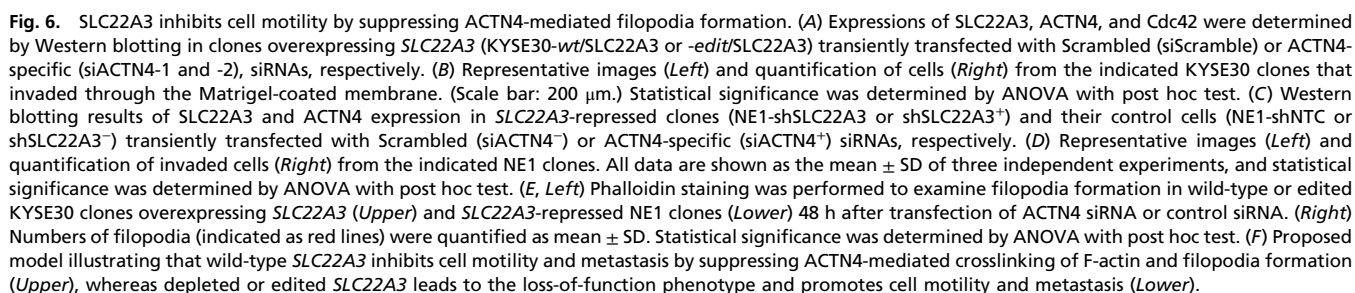 Fig. 6. SLC22A3 inhibits cell motility by suppressing ACTN4-mediated filopodia formation. (A) Expressions of SLC22A3, ACTN4, and Cdc42 were determined
by Western blotting in clones overexpressing SLC22A3 (KYSE30-wt/SLC22A3 or -edit/SLC22A3) transiently transfected with Scrambled (siScramble) or ACTN4-
specific (siACTN4-1 and -2), siRNAs, respectively. (B) Representative images (Left) and quantification of cells (Right) from the indicated KYSE30 clones that
invaded through the Matrigel-coated membrane. (Scale bar: 200 μm.) Statistical significance was determined by ANOVA with post hoc test. (C) Western
blotting results of SLC22A3 and ACTN4 expression in SLC22A3-repressed clones (NE1-shSLC22A3 or shSLC22A3⁺) and their control cells (NE1-shNTC or
shSLC22A3⁻) transiently transfected with Scrambled (siACTN4⁻) or ACTN4-specific (siACTN4⁺) siRNAs, respectively. (D) Representative images (Left) and
quantification of invaded cells (Right) from the indicated NE1 clones. All data are shown as the mean ± SD of three independent experiments, and statistical
significance was determined by ANOVA with post hoc test. (E, Left) Phalloidin staining was performed to examine filopodia formation in wild-type or edited
KYSE30 clones overexpressing SLC22A3 (Upper) and SLC22A3-repressed NE1 clones (Lower) 48 h after transfection of ACTN4 siRNA or control siRNA. (Right)
Numbers of filopodia (indicated as red lines) were quantified as mean ± SD. Statistical significance was determined by ANOVA with post hoc test. (F) Proposed
model illustrating that wild-type SLC22A3 inhibits cell motility and metastasis by suppressing ACTN4-mediated crosslinking of F-actin and filopodia formation
(Upper), whereas depleted or edited SLC22A3 leads to the loss-of-function phenotype and promotes cell motility and metastasis (Lower).